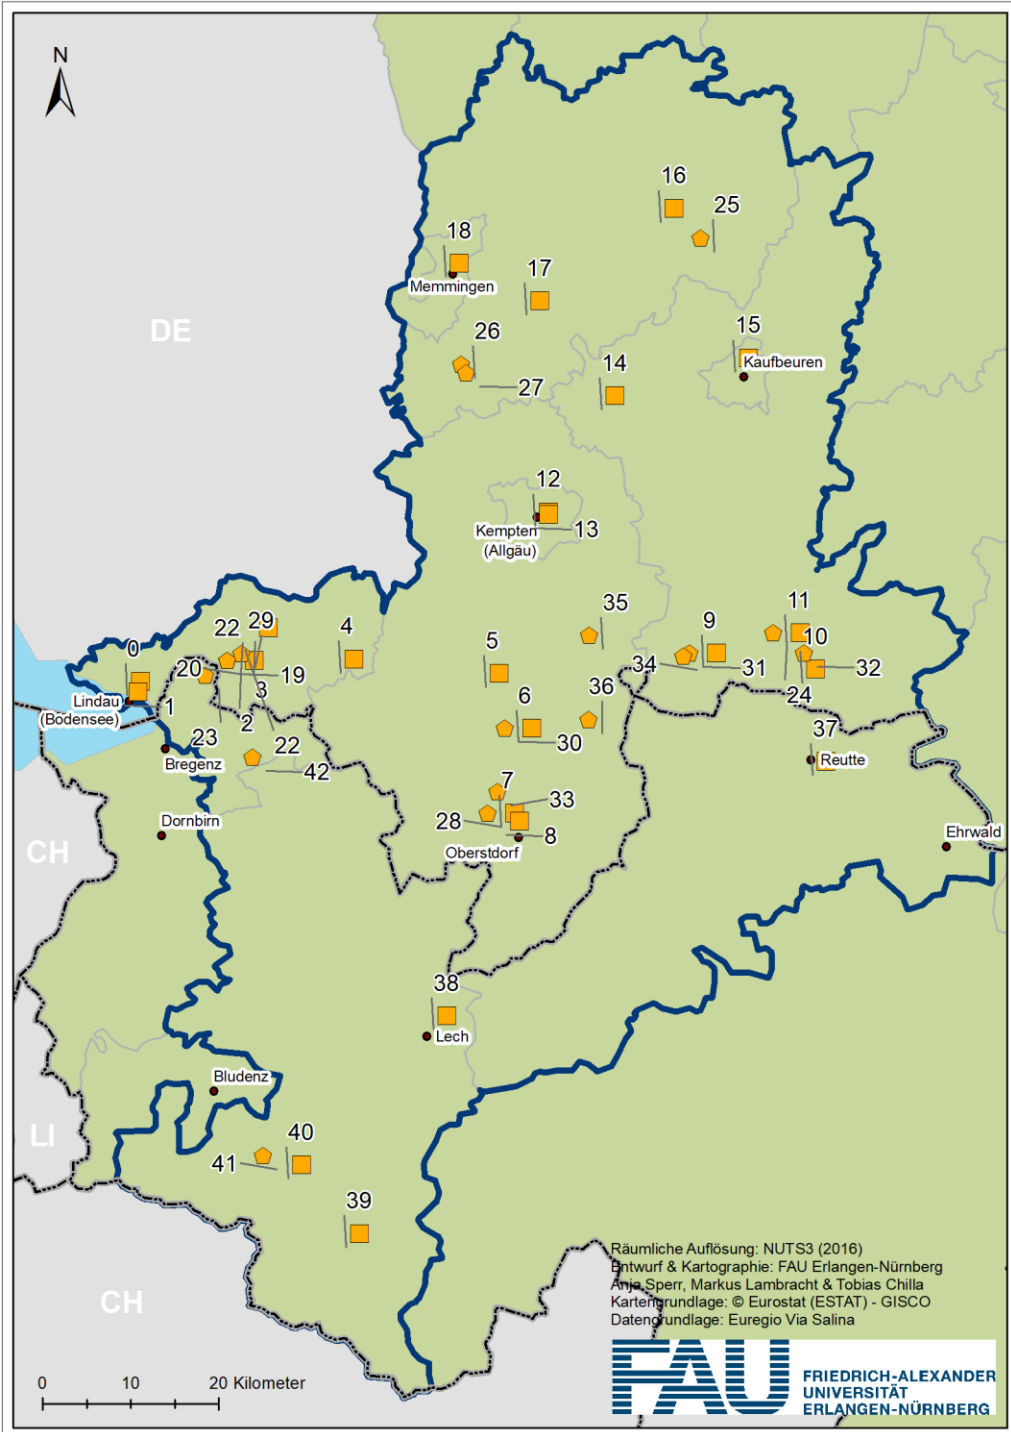 N
16
25
18
Memmingen
17
DE
26
15
Kaufbeuren
14
27
12
Kempten
(Allgäu)
13
35
11
29
22
4
9
0
5
10
20
19
34
31
32
3
36
24
Lindau
(Bodensee)
1
6
2
23
22
30
37
Bregenz
42
Reutte
7
33
Dornbirn
28
8
Ehrwald
CH
Oberstdorf
38
Lech
Bludenz
LI
40
41
39
CH
Räumliche Auflösung: NUTS3 (2016)
Entwurf & Kartographie: FAU Erlangen-Nürnberg
Anja Sperr, Markus Lambracht & Tobias Chilla
Kartengrundlage: © Eurostat (ESTAT) - GISCO
Datengrundlage: Euregio Via Salina
0 10 20 Kilometer
FAU
FRIEDRICH-ALEXANDER
UNIVERSITÄT
ERLANGEN-NÜRNBERG